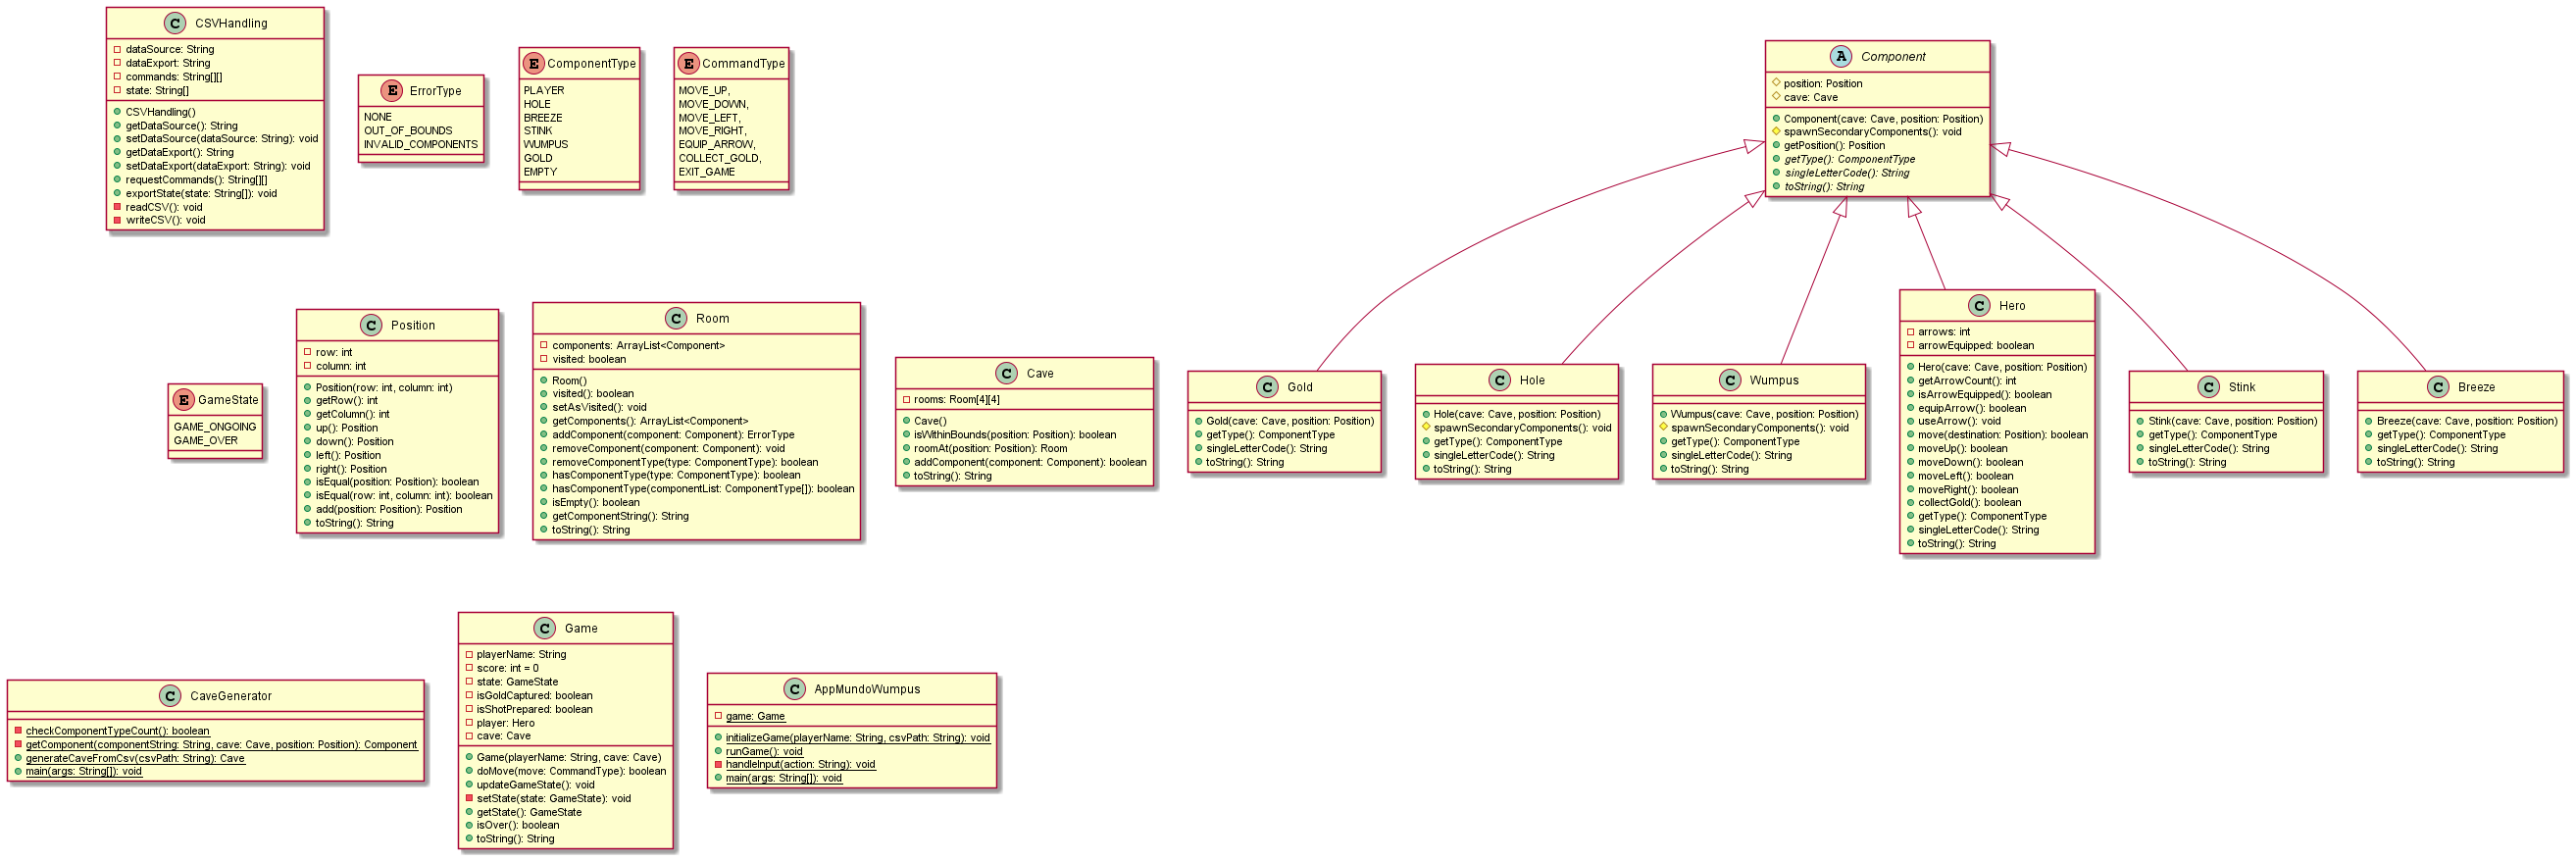 C CSVHandling
dataSource: String
dataExport: String
commands: String[][]
state: String[]
CSVHandling()
getDataSource(): String
setDataSource(dataSource: String): void
getDataExport(): String
setDataExport(dataExport: String): void
requestCommands(): String[][]
exportState(state: String[]): void
readCSV(): void
writeCSV(): void
E ErrorType
NONE
OUT_OF_BOUNDS
INVALID_COMPONENTS
E ComponentType
PLAYER
HOLE
BREEZE
STINK
WUMPUS
GOLD
EMPTY
E CommandType
MOVE_UP,
MOVE_DOWN,
MOVE_LEFT,
MOVE_RIGHT,
EQUIP_ARROW,
COLLECT_GOLD,
EXIT_GAME
A Component
position: Position
cave: Cave
Component(cave: Cave, position: Position)
spawnSecondaryComponents(): void
getPosition(): Position
getType(): ComponentType
singleLetterCode(): String
toString(): String
E GameState
GAME_ONGOING
GAME_OVER
C Position
row: int
column: int
Position(row: int, column: int)
getRow(): int
getColumn(): int
up(): Position
down(): Position
left(): Position
right(): Position
isEqual(position: Position): boolean
isEqual(row: int, column: int): boolean
add(position: Position): Position
toString(): String
C Room
components: ArrayList<Component>
visited: boolean
Room()
visited(): boolean
setAsVisited(): void
getComponents(): ArrayList<Component>
addComponent(component: Component): ErrorType
removeComponent(component: Component): void
removeComponentType(type: ComponentType): boolean
hasComponentType(type: ComponentType): boolean
hasComponentType(componentList: ComponentType[]): boolean
isEmpty(): boolean
getComponentString(): String
toString(): String
C Cave
rooms: Room[4][4]
Cave()
isWithinBounds(position: Position): boolean
roomAt(position: Position): Room
addComponent(component: Component): boolean
toString(): String
C Gold
Gold(cave: Cave, position: Position)
getType(): ComponentType
singleLetterCode(): String
toString(): String
C Hole
Hole(cave: Cave, position: Position)
spawnSecondaryComponents(): void
getType(): ComponentType
singleLetterCode(): String
toString(): String
C Wumpus
Wumpus(cave: Cave, position: Position)
spawnSecondaryComponents(): void
getType(): ComponentType
singleLetterCode(): String
toString(): String
C Hero
arrows: int
arrowEquipped: boolean
Hero(cave: Cave, position: Position)
getArrowCount(): int
isArrowEquipped(): boolean
equipArrow(): boolean
useArrow(): void
move(destination: Position): boolean
moveUp(): boolean
moveDown(): boolean
moveLeft(): boolean
moveRight(): boolean
collectGold(): boolean
getType(): ComponentType
singleLetterCode(): String
toString(): String
C Stink
Stink(cave: Cave, position: Position)
getType(): ComponentType
singleLetterCode(): String
toString(): String
C Breeze
Breeze(cave: Cave, position: Position)
getType(): ComponentType
singleLetterCode(): String
toString(): String
C CaveGenerator
checkComponentTypeCount(): boolean
getComponent(componentString: String, cave: Cave, position: Position): Component
generateCaveFromCsv(csvPath: String): Cave
main(args: String[]): void
C Game
playerName: String
score: int = 0
state: GameState
isGoldCaptured: boolean
isShotPrepared: boolean
player: Hero
cave: Cave
Game(playerName: String, cave: Cave)
doMove(move: CommandType): boolean
updateGameState(): void
setState(state: GameState): void
getState(): GameState
isOver(): boolean
toString(): String
C AppMundoWumpus
game: Game
initializeGame(playerName: String, csvPath: String): void
runGame(): void
handleInput(action: String): void
main(args: String[]): void